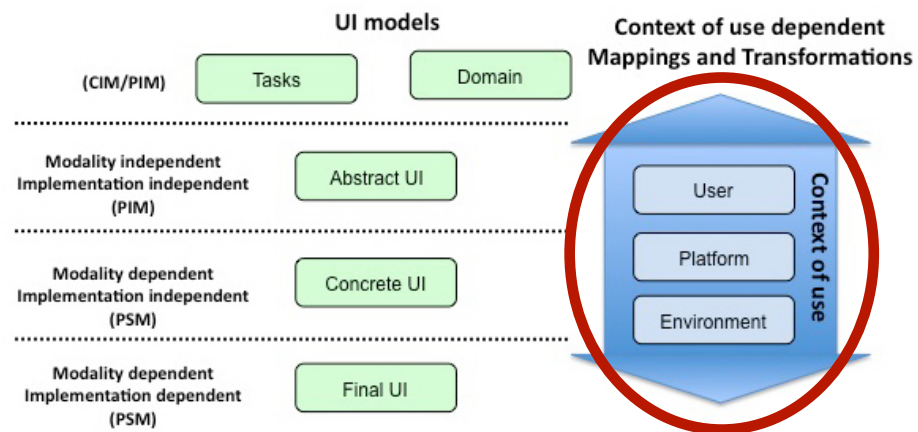 UI models
Context of use dependent
Mappings and Transformations
(CIM/PIM)
Tasks
Domain
Modality independent
Implementation independent
(PIM)
Abstract UI
Modality dependent
Implementation independent
(PSM)
Concrete UI
Modality dependent
Implementation dependent
(PSM)
Final UI
User
Platform
Environment
Context of use